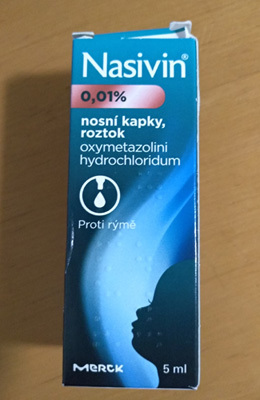 Nasivin®
0,01%
nosní kapky,
roztok
oxymetazolini
hydrochloridum
Proti rýmě
MERCK
5 ml